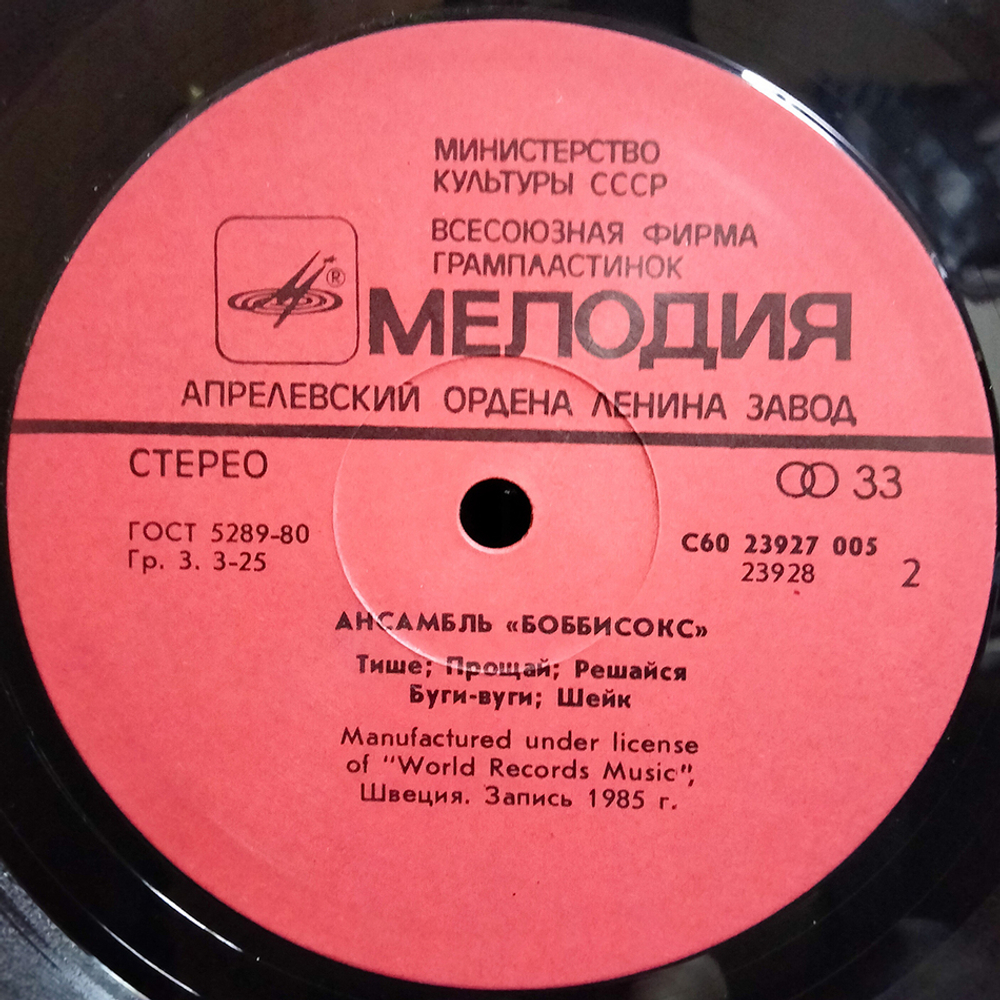 МИНИСТЕРСТВО
КУЛЬТУРЫ СССР
ВСЕСОЮЗНАЯ ФИРМА
ГРАМПЛАСТИНОК
®
МЕЛОДИЯ
АПРЕЛЕВСКИЙ ОРДЕНА ЛЕНИНА ЗАВОД
СТЕРЕО
33
ГОСТ 5289-80
Гр. 3. 3-25
С60 23927 005
23928
2
АНСАМБЛЬ «БОББИСОКС»
Тише; Прощай; Решайся
Буги-вуги; Шейк
Manufactured under license
of "World Records Music",
Швеция. Запись 1985 г.